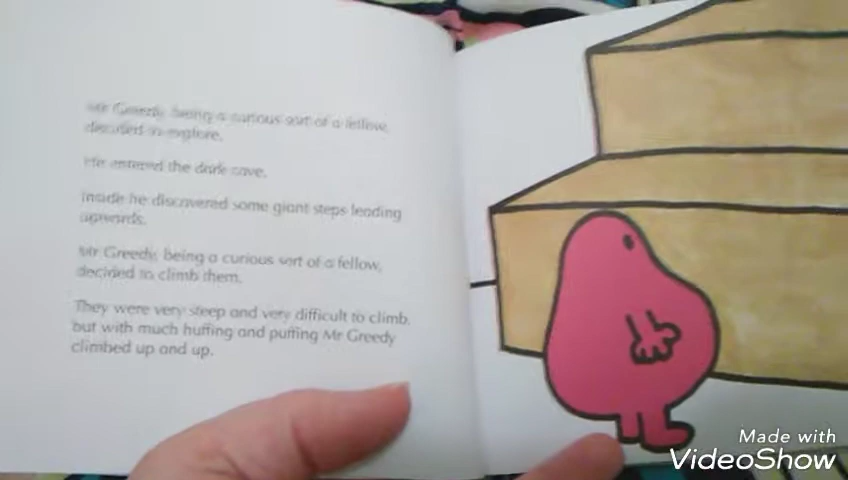 Mr Greedy, being a curious sort of a fellow,
decided to explore.
He entered the dark cave.
Inside he discovered some giant steps leading
upwards.
Mr Greedy, being a curious sort of a fellow,
decided to climb them.
They were very steep and very difficult to climb,
but with much huffing and puffing Mr Greedy
climbed up and up.
Made with
VideoShow